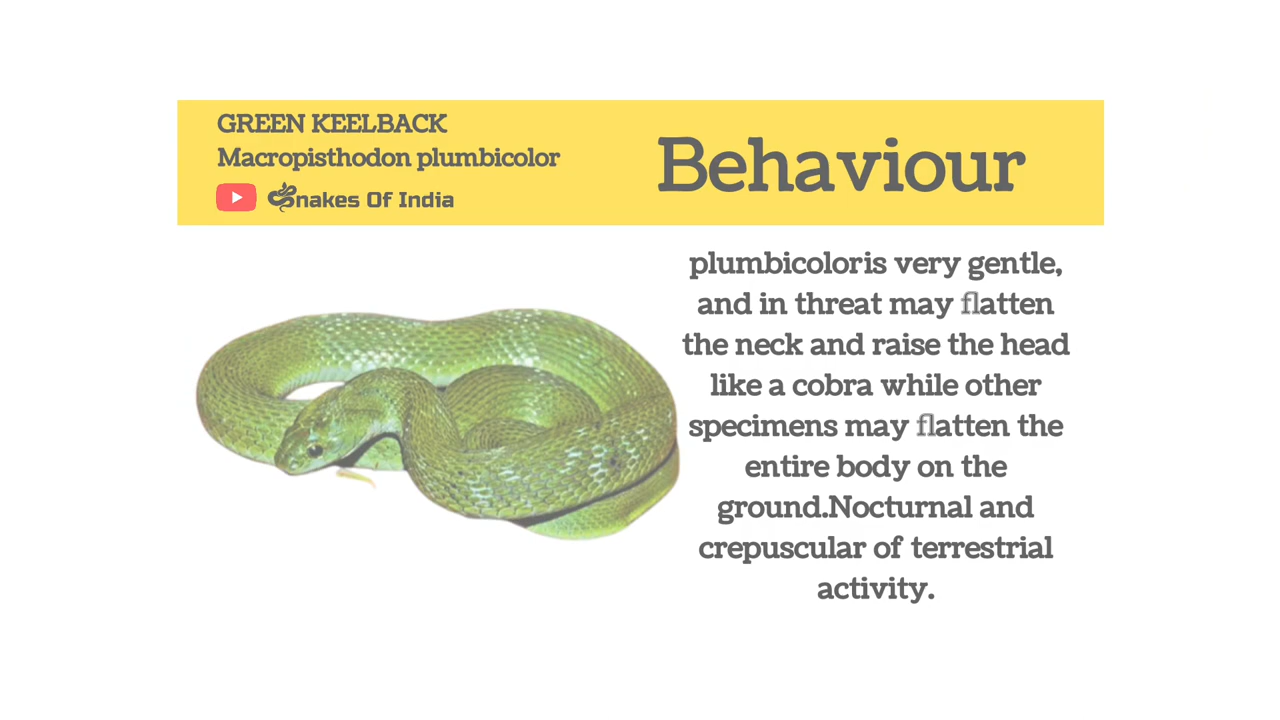 GREEN KEELBACK
Macropisthodon plumbicolor
Snakes Of India
Behaviour
plumbicoloris very gentle,
and in threat may flatten
the neck and raise the head
like a cobra while other
specimens may flatten the
entire body on the
ground.Nocturnal and
crepuscular of terrestrial
activity.